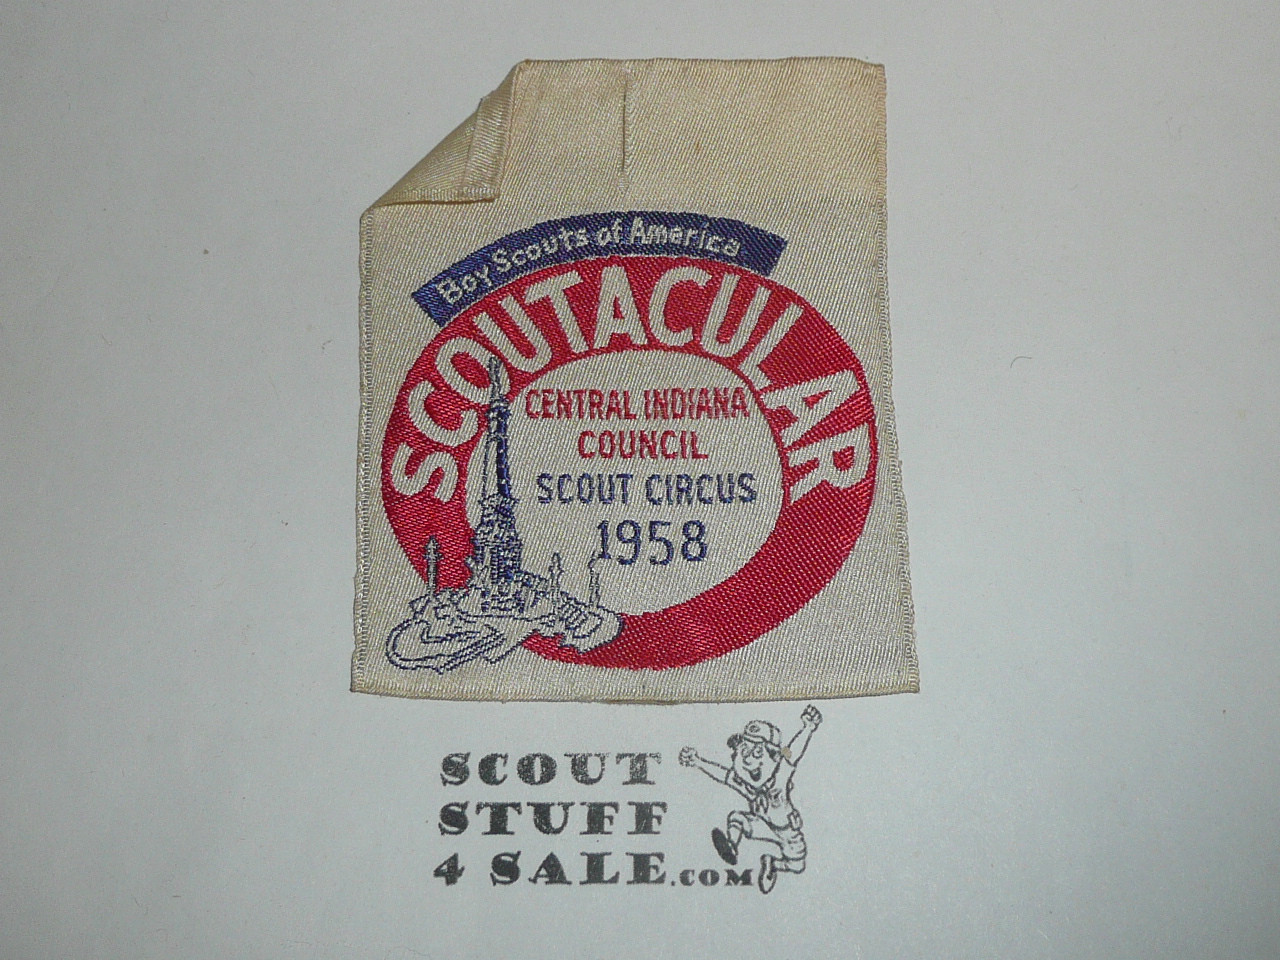 Boy Scouts of America
SCOUTACULAR
CENTRAL INDIANA
COUNCIL
SCOUT CIRCUS
1958
SCOUT
STUFF
4 SALE.COM